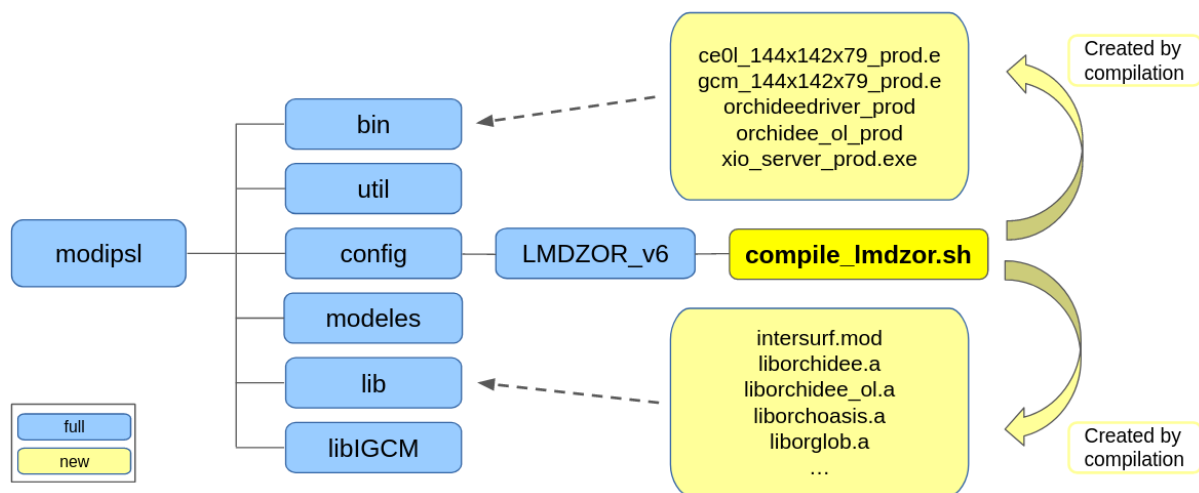 ce0l_144x142x79_prod.e
gcm_144x142x79_prod.e
orchideedriver_prod
orchidee_ol_prod
xio_server_prod.exe
Created by
compilation
bin
util
modipsl
config
LMDZOR_v6
compile_lmdzor.sh
modeles
lib
libIGCM
intersurf.mod
liborchidee.a
liborchidee_ol.a
liborchoasis.a
liborglob.a
...
Created by
compilation
full
new